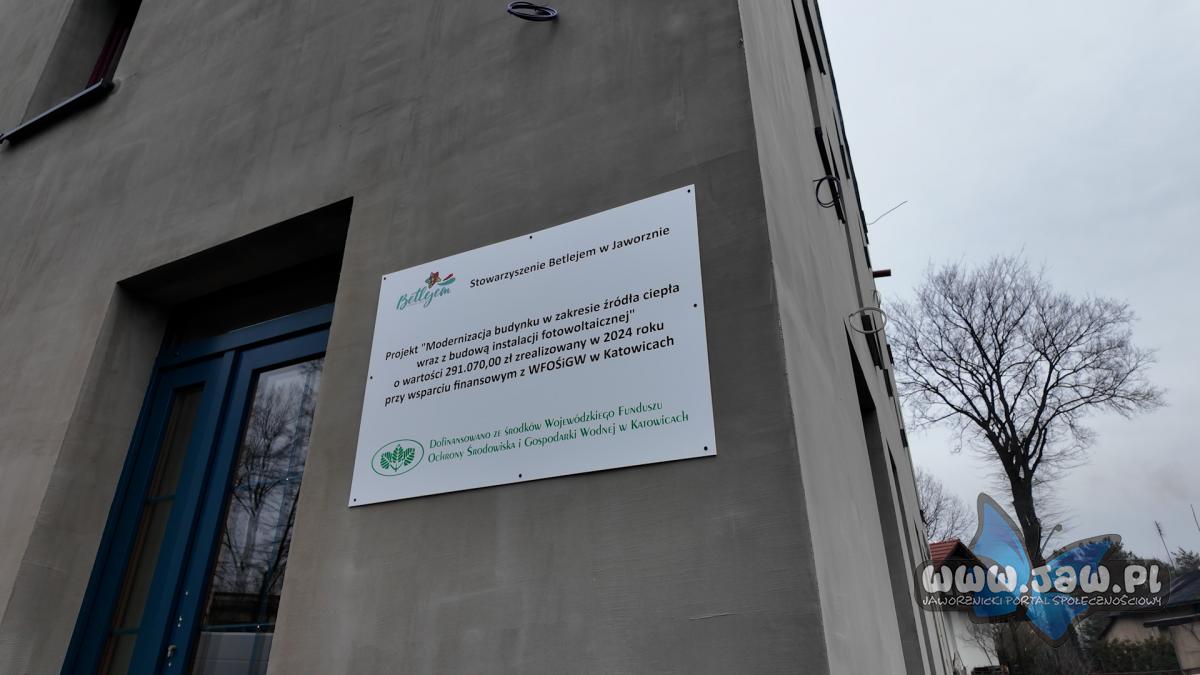 Betlejem
Stowarzyszenie Betlejem w Jaworznie
Projekt "Modernizacja budynku w zakresie źródła ciepła
wraz z budową instalacji fotowoltaicznej"
o wartości 291.070,00 zł zrealizowany w 2024 roku
przy wsparciu finansowym z WFOŚiGW w Katowicach
Dofinansowano ze środków Wojewódzkiego Funduszu
Ochrony Środowiska i Gospodarki Wodnej w Katowicach
www.jaw.pl
JAWORZNICKI PORTAL SPOŁECZNOŚCIOWY